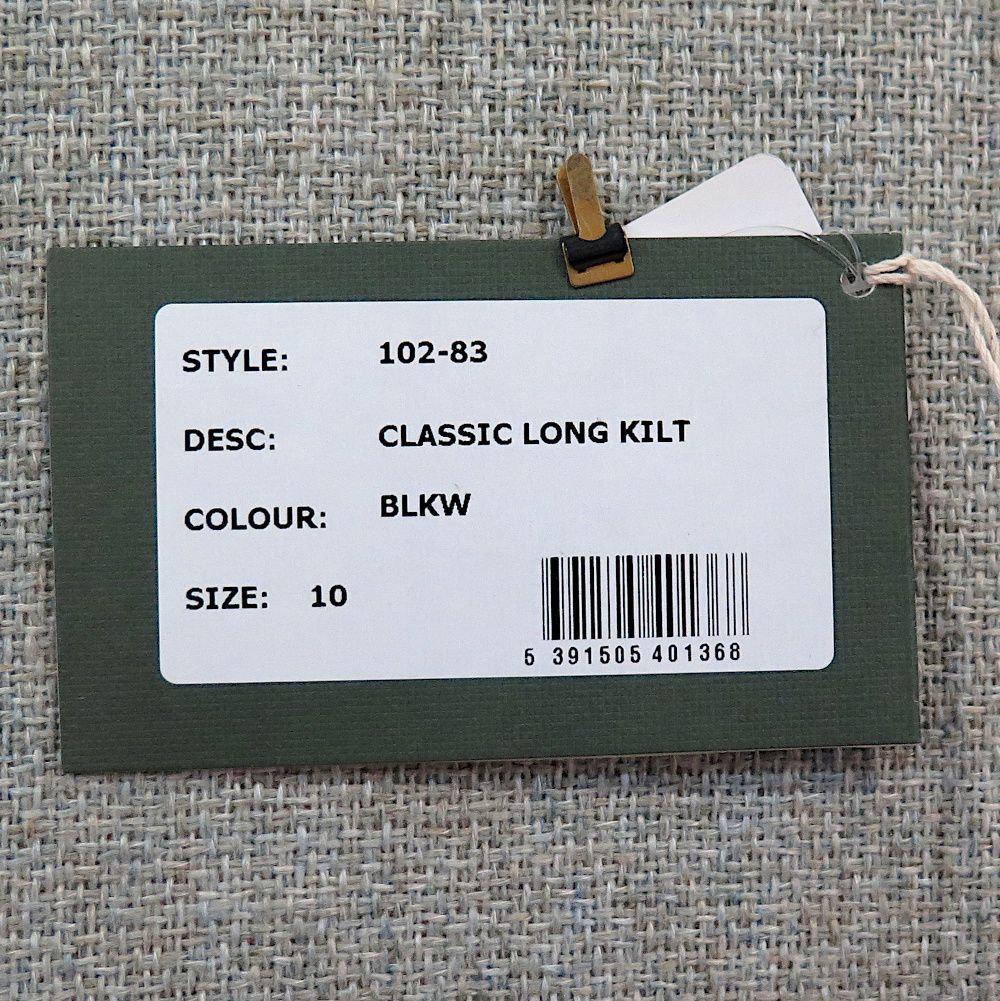 STYLE: 102-83
DESC: CLASSIC LONG KILT
COLOUR: BLKW
SIZE: 10
5 391505 401368